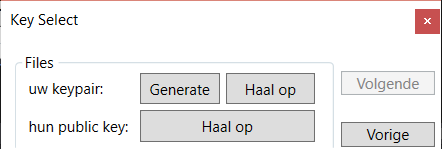 Key Select
Files
uw keypair: Generate Haal op Volgende
hun public key: Haal op Vorige